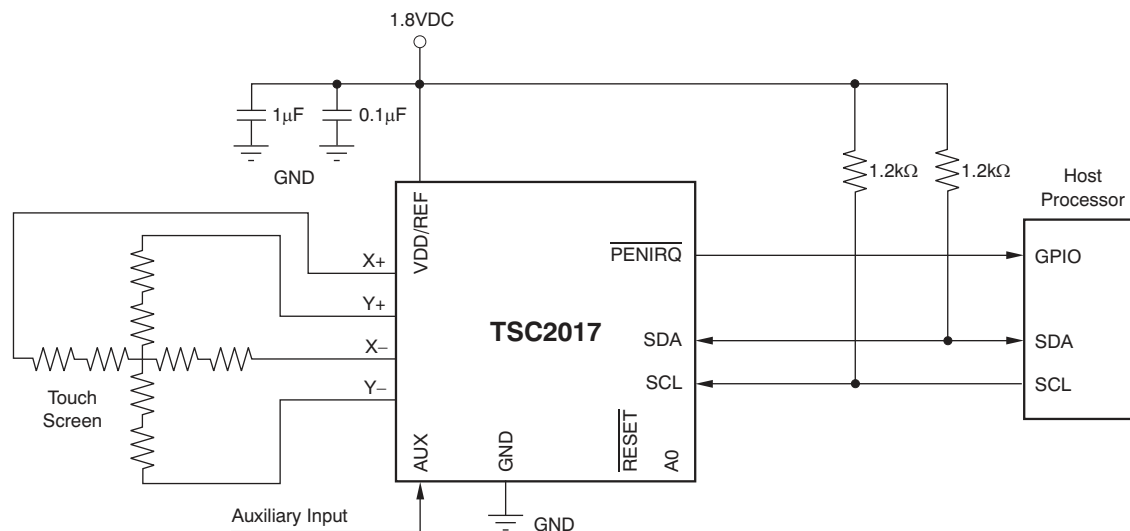 1.8VDC
1μF
0.1μF
GND
1.2kΩ
1.2kΩ
Host
Processor
VDD/REF
PENIRQ
GPIO
X+
Y+
TSC2017
X–
SDA
SDA
Y–
SCL
SCL
Touch
Screen
AUX
GND
RESET
A0
Auxiliary Input
GND